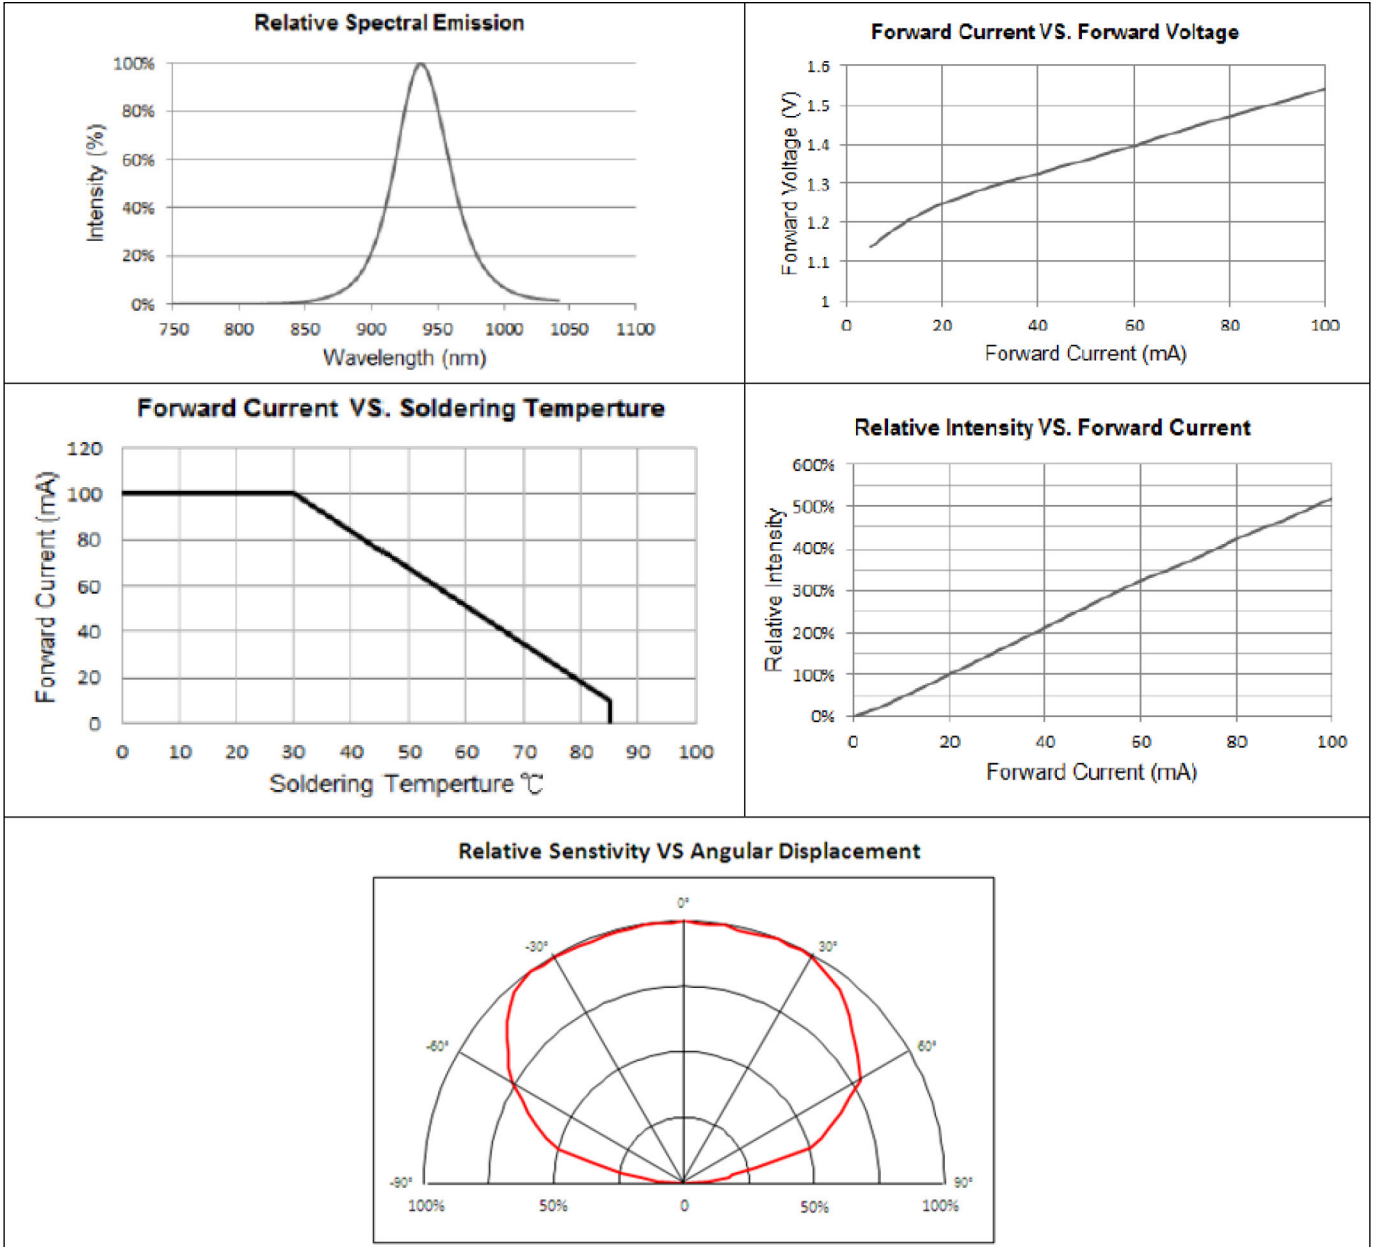 Relative Spectral Emission
Intensity (%)
100%
80%
60%
40%
20%
0%
750 800 850 900 950 1000 1050 1100
Wavelength (nm)
Forward Current VS. Forward Voltage
Forward Voltage (V)
1.6
1.5
1.4
1.3
1.2
1.1
1
0 20 40 60 80 100
Forward Current (mA)
Forward Current VS. Soldering Temperture
Forward Current (mA)
120
100
80
60
40
20
0
0 10 20 30 40 50 60 70 80 90 100
Soldering Temperture ℃
Relative Intensity VS. Forward Current
Relative Intensity
600%
500%
400%
300%
200%
100%
0%
0 20 40 60 80 100
Forward Current (mA)
Relative Senstivity VS Angular Displacement
0°
-30° 30°
-60° 60°
-90° 90°
100% 50% 0 50% 100%